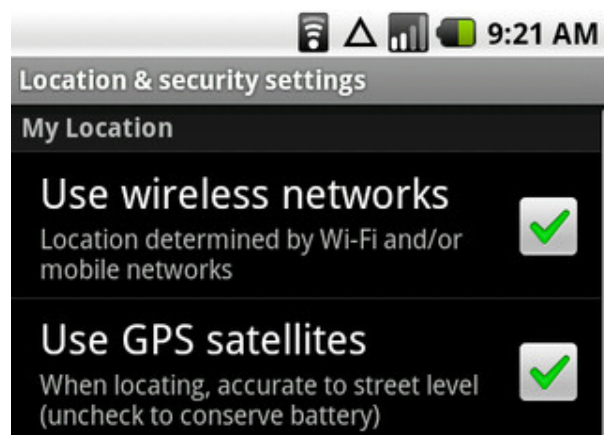 9:21 AM
Location & security settings
My Location
Use wireless networks
Location determined by Wi-Fi and/or
mobile networks
Use GPS satellites
When locating, accurate to street level
(uncheck to conserve battery)